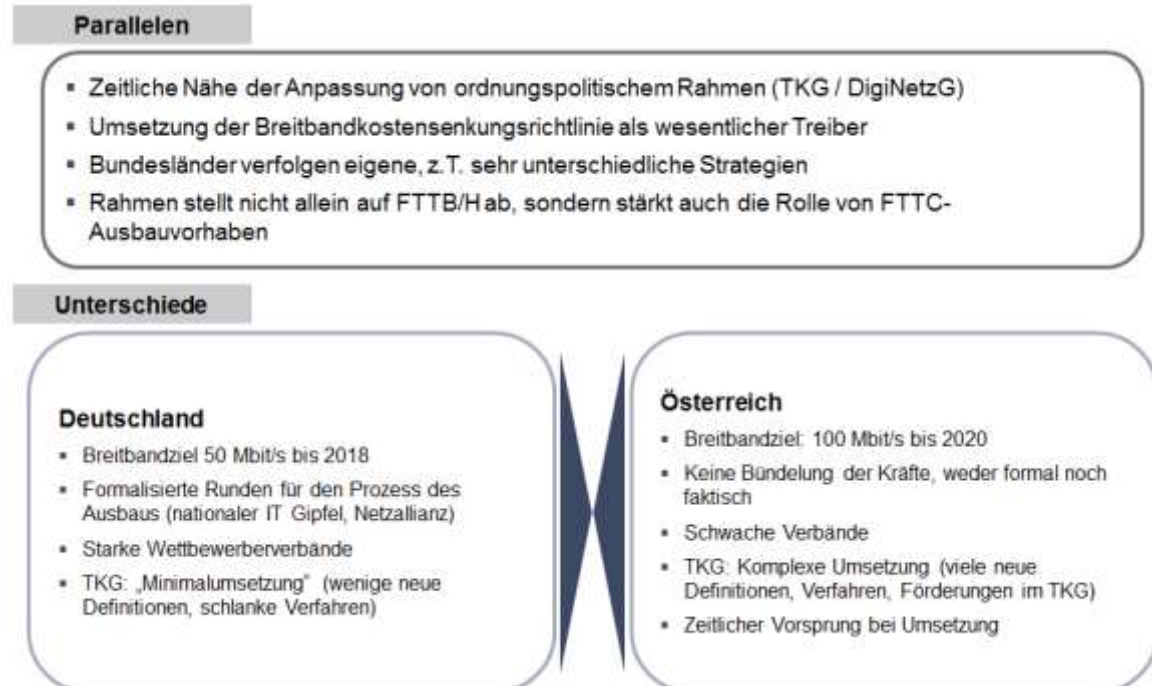 Parallelen
▪ Zeitliche Nähe der Anpassung von ordnungspolitischem Rahmen (TKG / DigiNetzG)
▪ Umsetzung der Breitbandkostensenkungsrichtlinie als wesentlicher Treiber
▪ Bundesländer verfolgen eigene, z.T. sehr unterschiedliche Strategien
▪ Rahmen stellt nicht allein auf FTTB/H ab, sondern stärkt auch die Rolle von FTTC-
Ausbauvorhaben
Unterschiede
Deutschland
▪ Breitbandziel 50 Mbit/s bis 2018
▪ Formalisierte Runden für den Prozess des
Ausbaus (nationaler IT Gipfel, Netzallianz)
▪ Starke Wettbewerberverbände
▪ TKG: „Minimalumsetzung“ (wenige neue
Definitionen, schlanke Verfahren)
Österreich
▪ Breitbandziel: 100 Mbit/s bis 2020
▪ Keine Bündelung der Kräfte, weder formal noch
faktisch
▪ Schwache Verbände
▪ TKG: Komplexe Umsetzung (viele neue
Definitionen, Verfahren, Förderungen im TKG)
▪ Zeitlicher Vorsprung bei Umsetzung